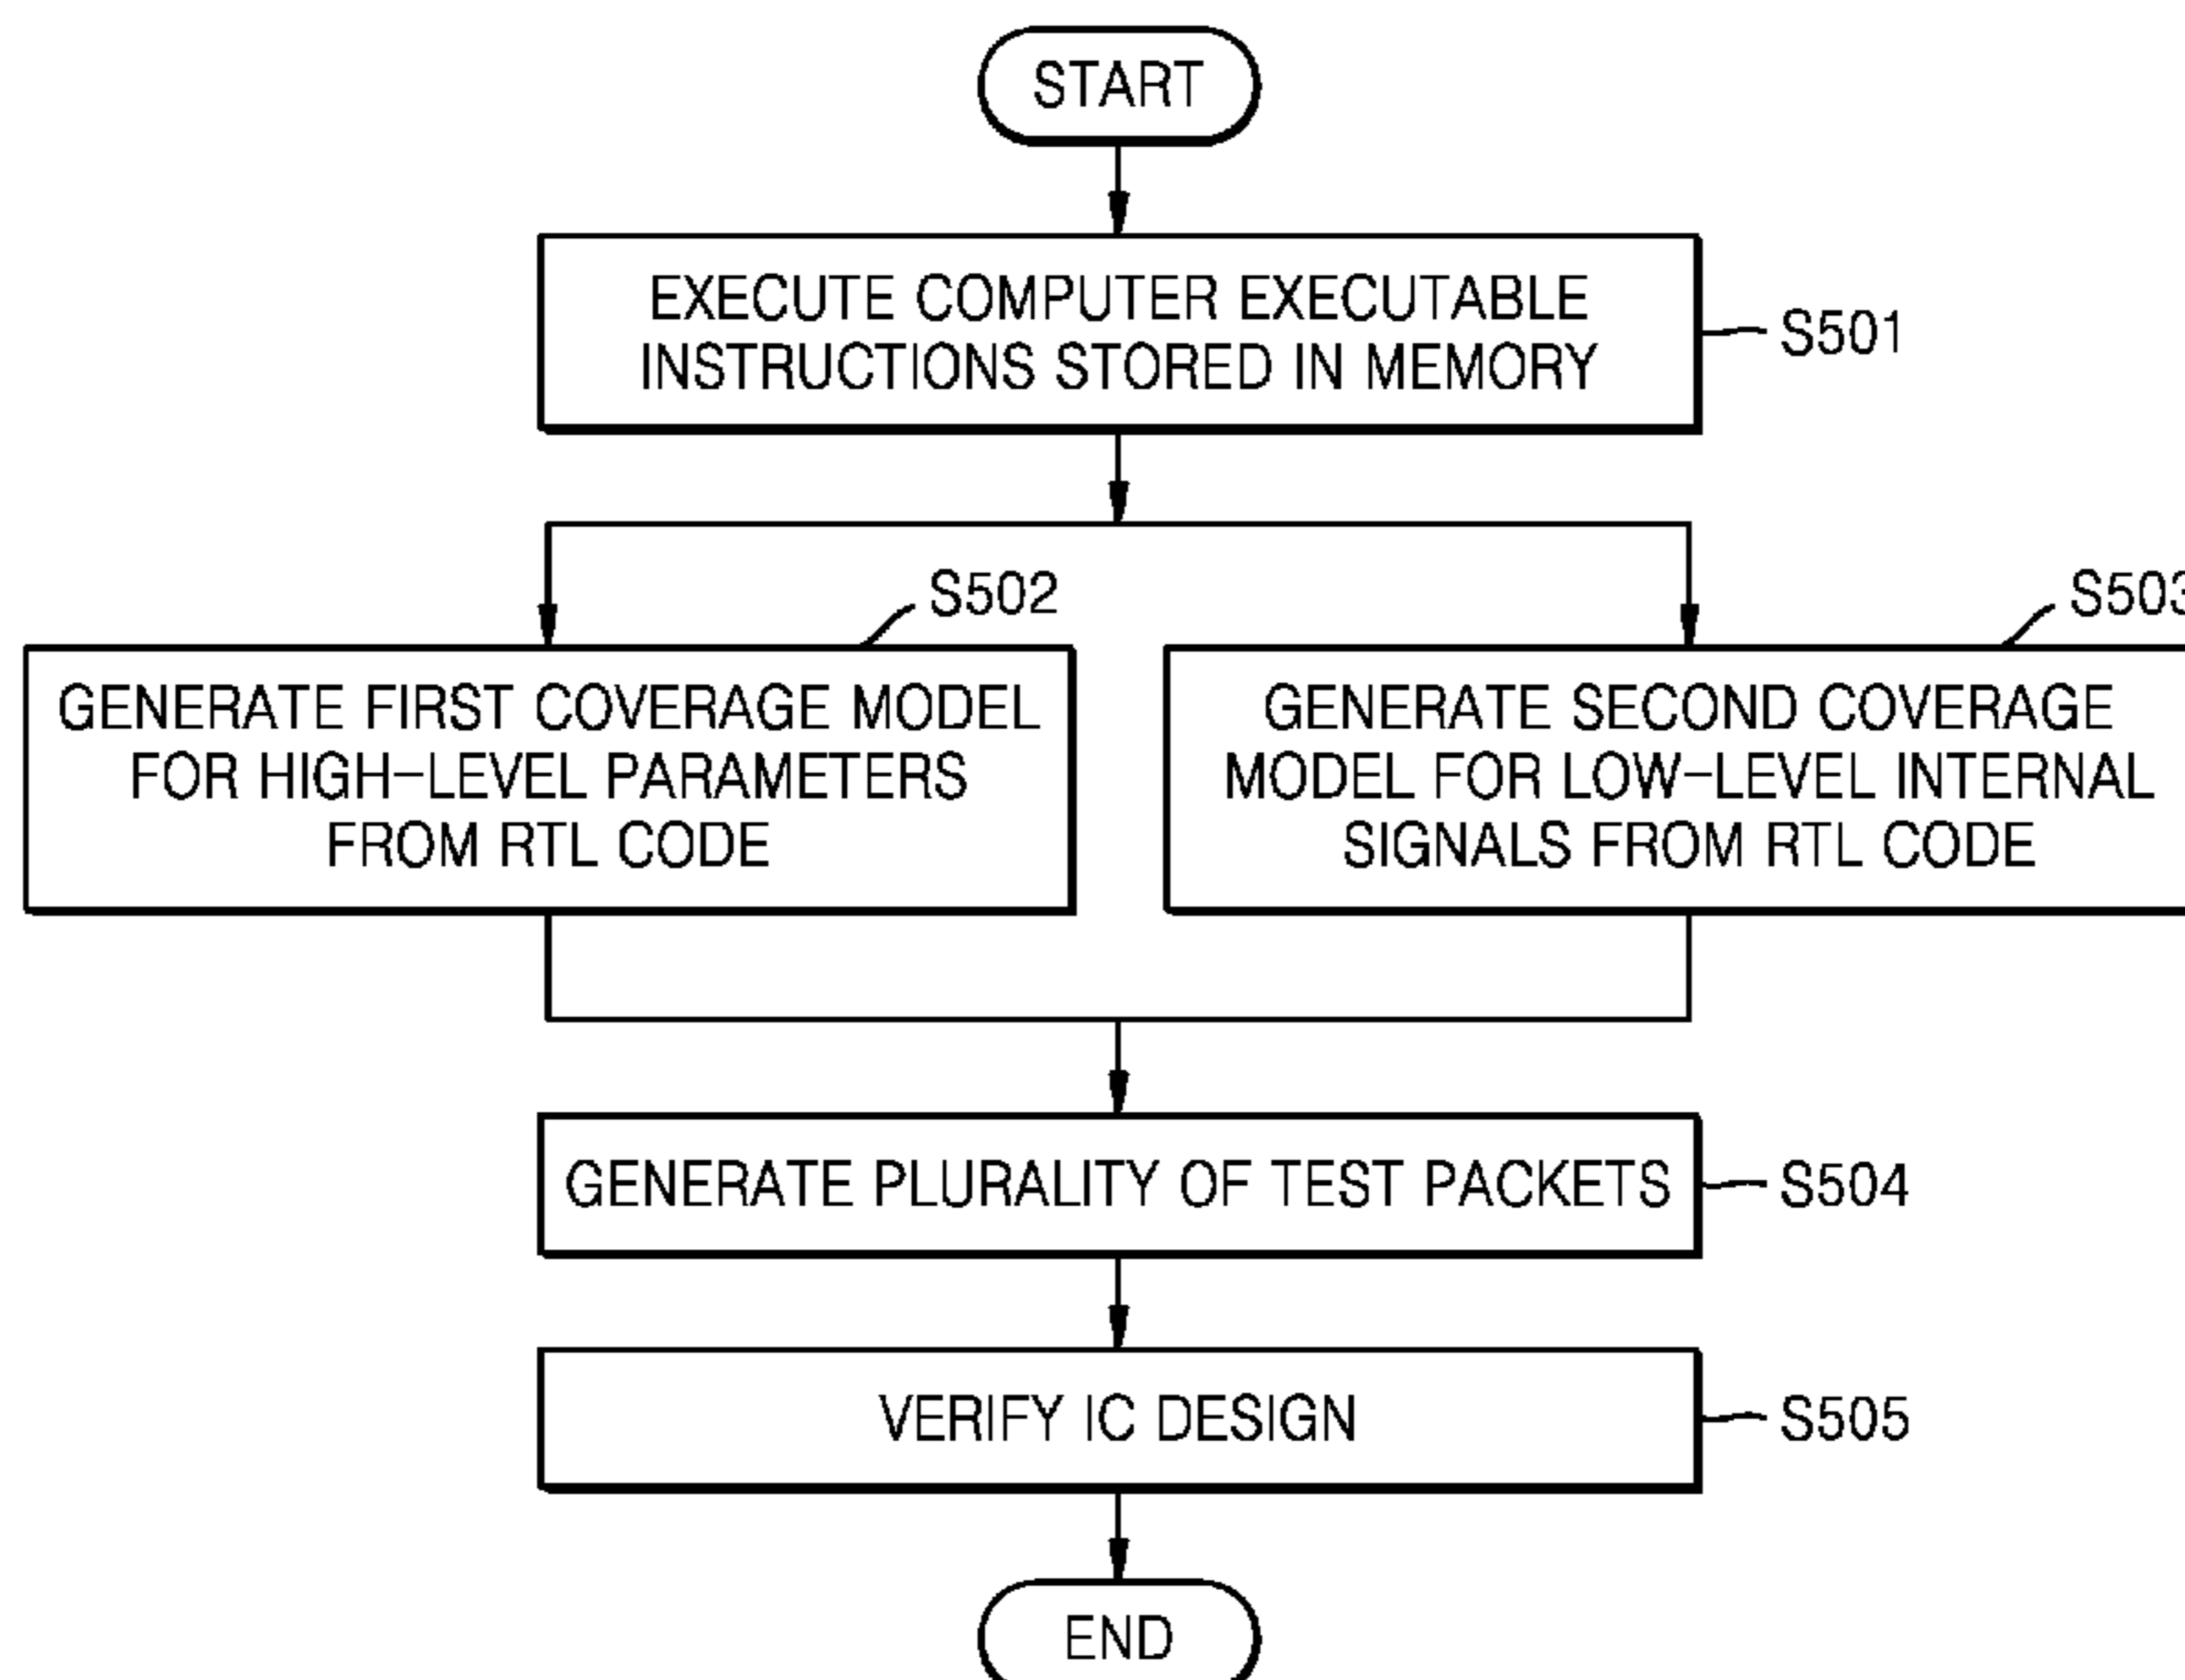 START
EXECUTE COMPUTER EXECUTABLE
INSTRUCTIONS STORED IN MEMORY
S501
S502
S503
GENERATE FIRST COVERAGE MODEL
FOR HIGH-LEVEL PARAMETERS
FROM RTL CODE
GENERATE SECOND COVERAGE
MODEL FOR LOW-LEVEL INTERNAL
SIGNALS FROM RTL CODE
GENERATE PLURALITY OF TEST PACKETS
S504
VERIFY IC DESIGN
S505
END